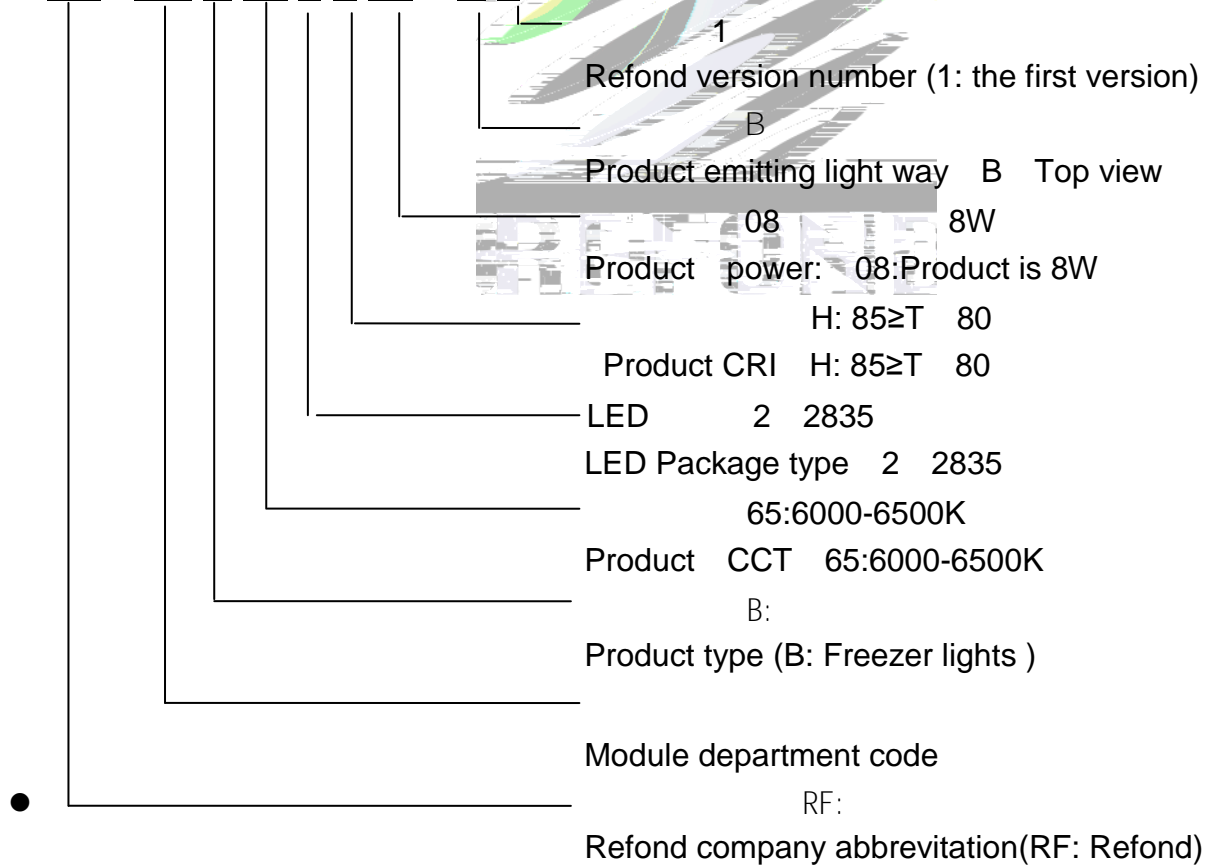 1
Refond version number (1: the first version)
B
Product emitting light way B Top view
08 8W
Product power: 08:Product is 8W
H: 85≥T 80
Product CRI H: 85≥T 80
LED 2 2835
LED Package type 2 2835
65:6000-6500K
Product CCT 65:6000-6500K
B:
Product type (B: Freezer lights )
Module department code
● RF:
Refond company abbrevitation(RF: Refond)